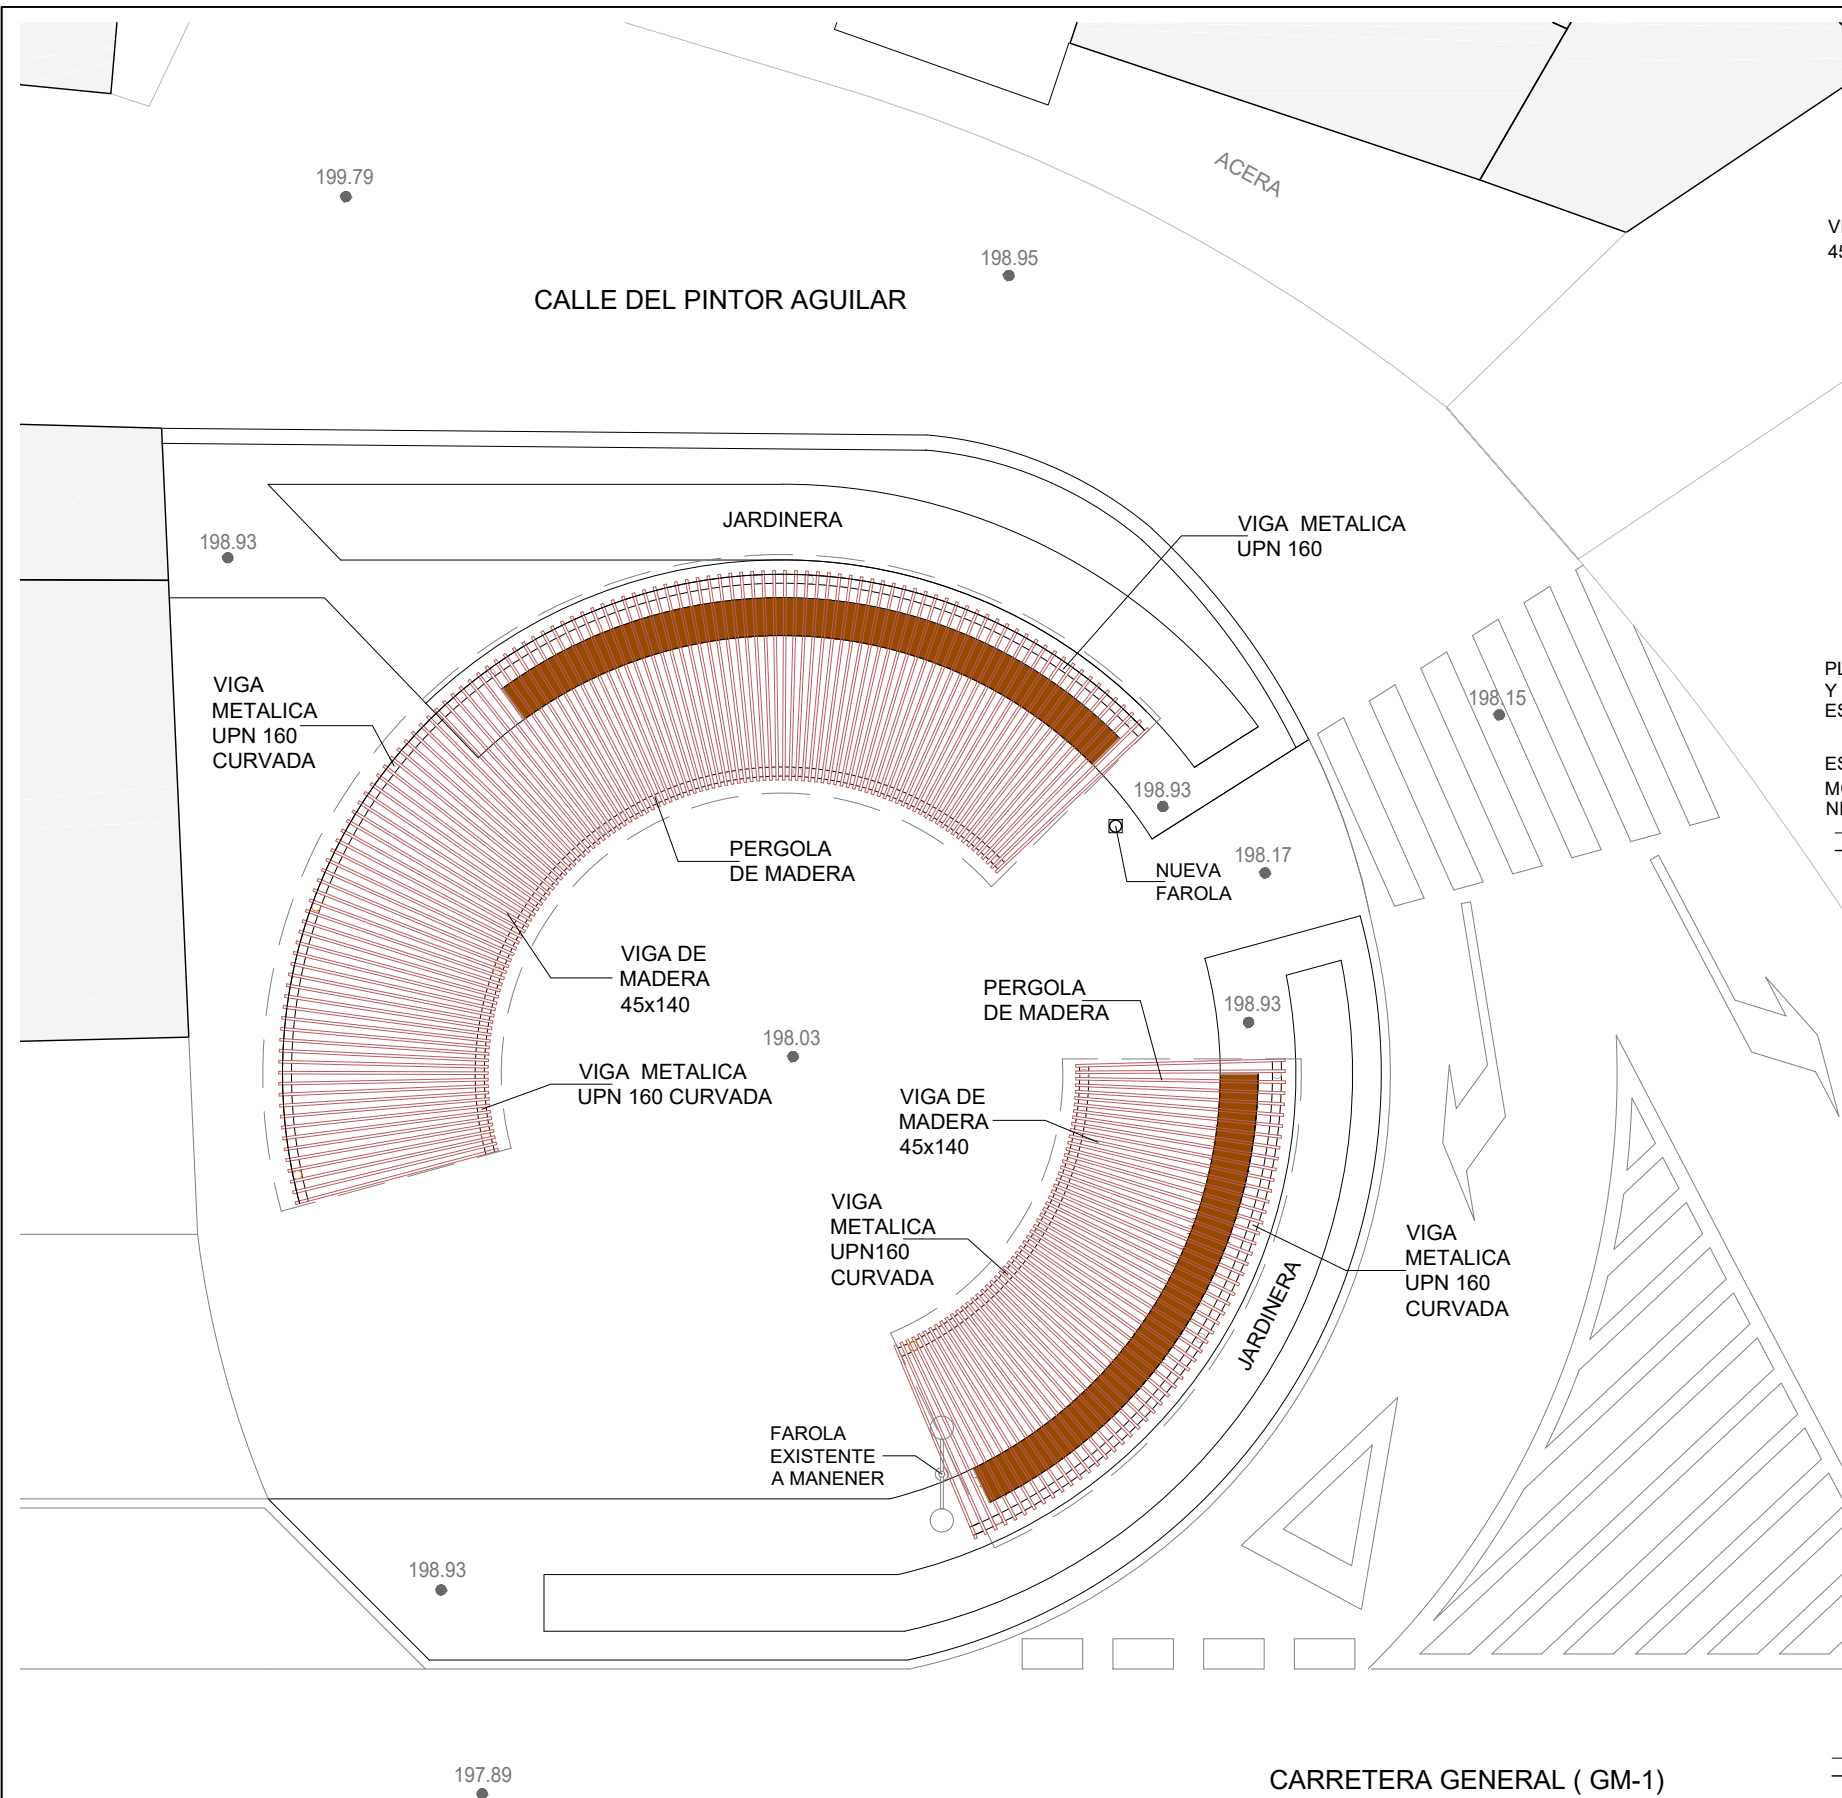 199.79
ACERA
198.95
CALLE DEL PINTOR AGUILAR
JARDINERA
VIGA METALICA
UPN 160
198.93
VIGA
METALICA
UPN 160
CURVADA
198.15
198.93
PERGOLA
DE MADERA
198.17
NUEVA
FAROLA
VIGA DE
MADERA
45x140
PERGOLA
DE MADERA
198.93
198.03
VIGA METALICA
UPN 160 CURVADA
VIGA DE
MADERA
45x140
VIGA
METALICA
UPN160
CURVADA
VIGA
METALICA
UPN 160
CURVADA
JARDINERA
FAROLA
EXISTENTE
A MANENER
198.93
197.89
CARRETERA GENERAL ( GM-1)